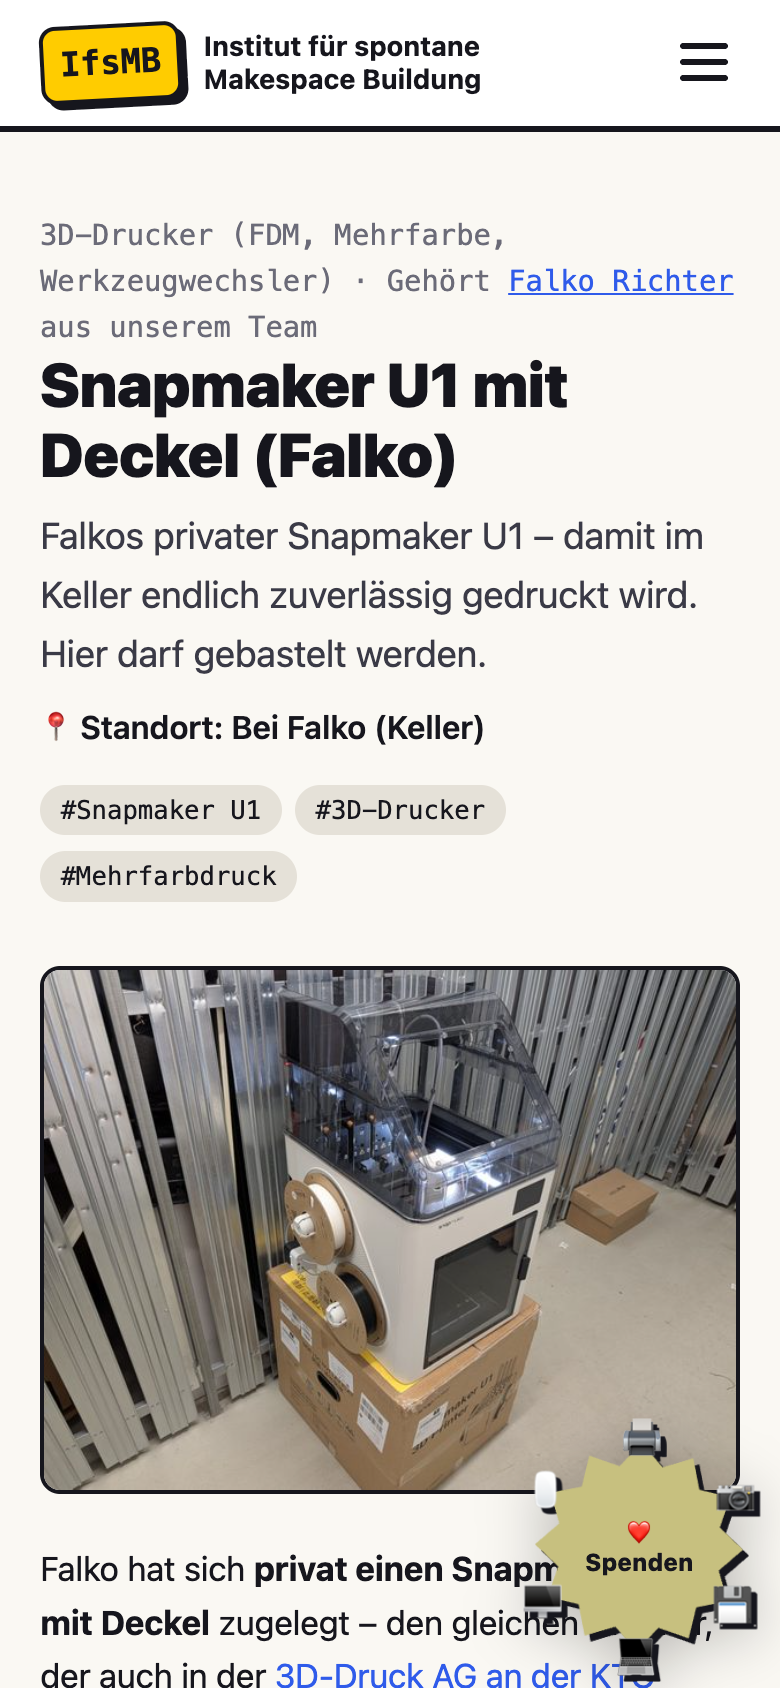 IfsMB
Institut für spontane
Makespace Buildung
3D-Drucker (FDM, Mehrfarbe,
Werkzeugwechsler) · Gehört Falko Richter
aus unserem Team
Snapmaker U1 mit
Deckel (Falko)
Falkos privater Snapmaker U1 – damit im
Keller endlich zuverlässig gedruckt wird.
Hier darf gebastelt werden.
📍 Standort: Bei Falko (Keller)
#Snapmaker U1 #3D-Drucker
#Mehrfarbdruck
Falko hat sich privat einen
❤️
Spenden
mit Deckel zugelegt – den gleichen
der auch in der 3D-Druck AG an der